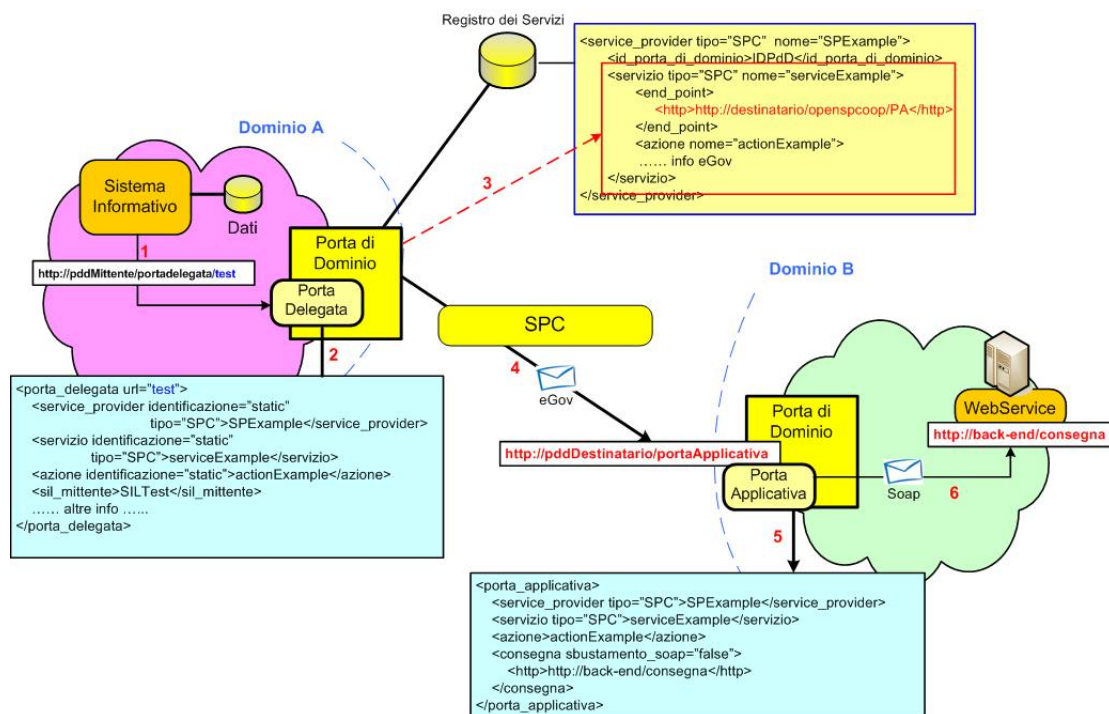 Registro dei Servizi
<service_provider tipo="SPC" nome="SPExample">
<id_porta_di_dominio>IDPdD</id_porta_di_dominio>
<servizio tipo="SPC" nome="serviceExample">
<end_point>
<http>http://destinatario/openspcoop/PA</http>
</end_point>
<azione nome="actionExample">
...... info eGov
</servizio>
</service_provider>
Dominio A
3
Sistema
Informativo
Dati
1
http://pddMittente/portadelegata/test
Porta di
Dominio
Porta
Delegata
2
SPC
4
eGov
Dominio B
<porta_delegata url="test">
<service_provider identificazione="static"
tipo="SPC">SPExample</service_provider>
<servizio identificazione="static"
tipo="SPC">serviceExample</servizio>
<azione identificazione="static">actionExample</azione>
<sil_mittente>SILTest</sil_mittente>
...... altre info ......
</porta_delegata>
http://pddDestinatario/portaApplicativa
Porta di
Dominio
Porta
Applicativa
WebService
http://back-end/consegna
Soap
6
5
<porta_applicativa>
<service_provider tipo="SPC">SPExample</service_provider>
<servizio tipo="SPC">serviceExample</servizio>
<azione>actionExample</azione>
<consegna sbustamento_soap="false">
<http>http://back-end/consegna</http>
</consegna>
</porta_applicativa>